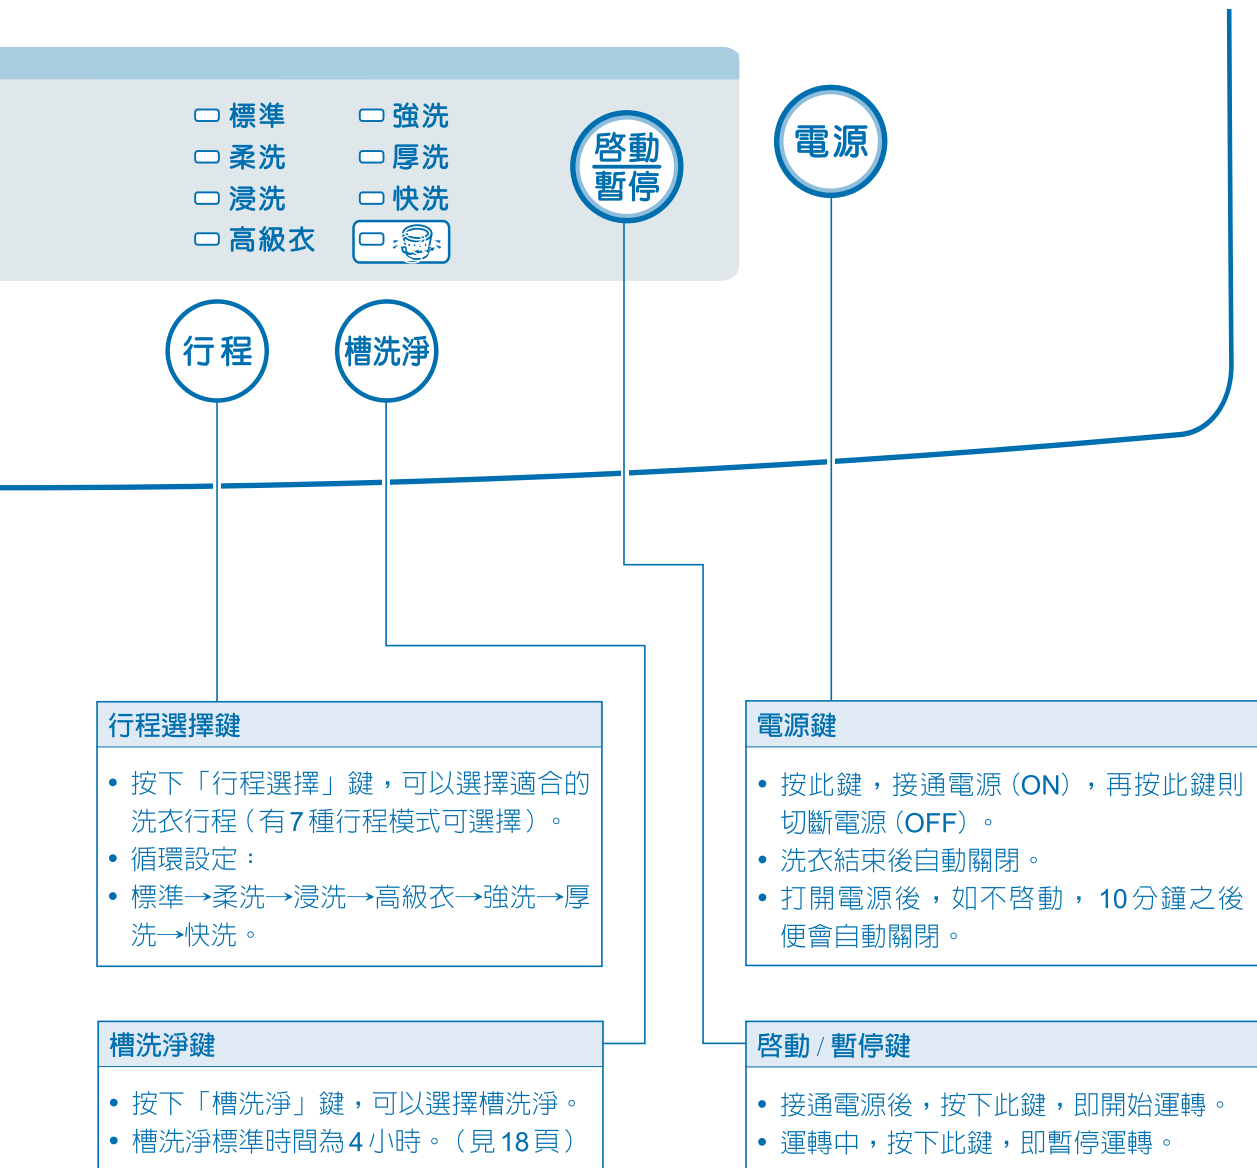 標準
強洗
柔洗
厚洗
浸洗
快洗
高級衣
啓動
暫停
電源
行程
槽洗淨
行程選擇鍵
• 按下「行程選擇」鍵，可以選擇適合的
洗衣行程（有7種行程模式可選擇）。
• 循環設定：
• 標準→柔洗→浸洗→高級衣→強洗→厚
洗→快洗。
電源鍵
• 按此鍵，接通電源（ON），再按此鍵則
切斷電源（OFF）。
• 洗衣結束後自動關閉。
• 打開電源後，如不啓動，10分鐘之後
便會自動關閉。
槽洗淨鍵
• 按下「槽洗淨」鍵，可以選擇槽洗淨。
• 槽洗淨標準時間為4小時。（見18頁）
啓動 / 暫停鍵
• 接通電源後，按下此鍵，即開始運轉。
• 運轉中，按下此鍵，即暫停運轉。